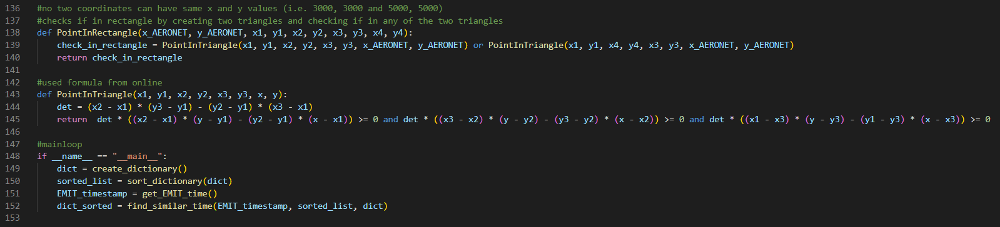 136 #no two coordinates can have same x and y values (i.e. 3000, 3000 and 5000, 5000)
137 #checks if in rectangle by creating two triangles and checking if in any of the two triangles
138 def PointInRectangle(x_AERONET, y_AERONET, x1, y1, x2, y2, x3, y3, x4, y4):
139     check_in_rectangle = PointInTriangle(x1, y1, x2, y2, x3, y3, x_AERONET, y_AERONET) or PointInTriangle(x1, y1, x4, y4, x3, y3, x_AERONET, y_AERONET)
140     return check_in_rectangle
141
142 #used formula from online
143 def PointInTriangle(x1, y1, x2, y2, x3, y3, x, y):
144     det = (x2 - x1) * (y3 - y1) - (y2 - y1) * (x3 - x1)
145     return  det * ((x2 - x1) * (y - y1) - (y2 - y1) * (x - x1)) >= 0 and det * ((x3 - x2) * (y - y2) - (y3 - y2) * (x - x2)) >= 0 and det * ((x1 - x3) * (y - y3) - (y1 - y3) * (x - x3)) >= 0
146
147 #mainloop
148 if __name__ == "__main__":
149     dict = create_dictionary()
150     sorted_list = sort_dictionary(dict)
151     EMIT_timestamp = get_EMIT_time()
152     dict_sorted = find_similar_time(EMIT_timestamp, sorted_list, dict)
153